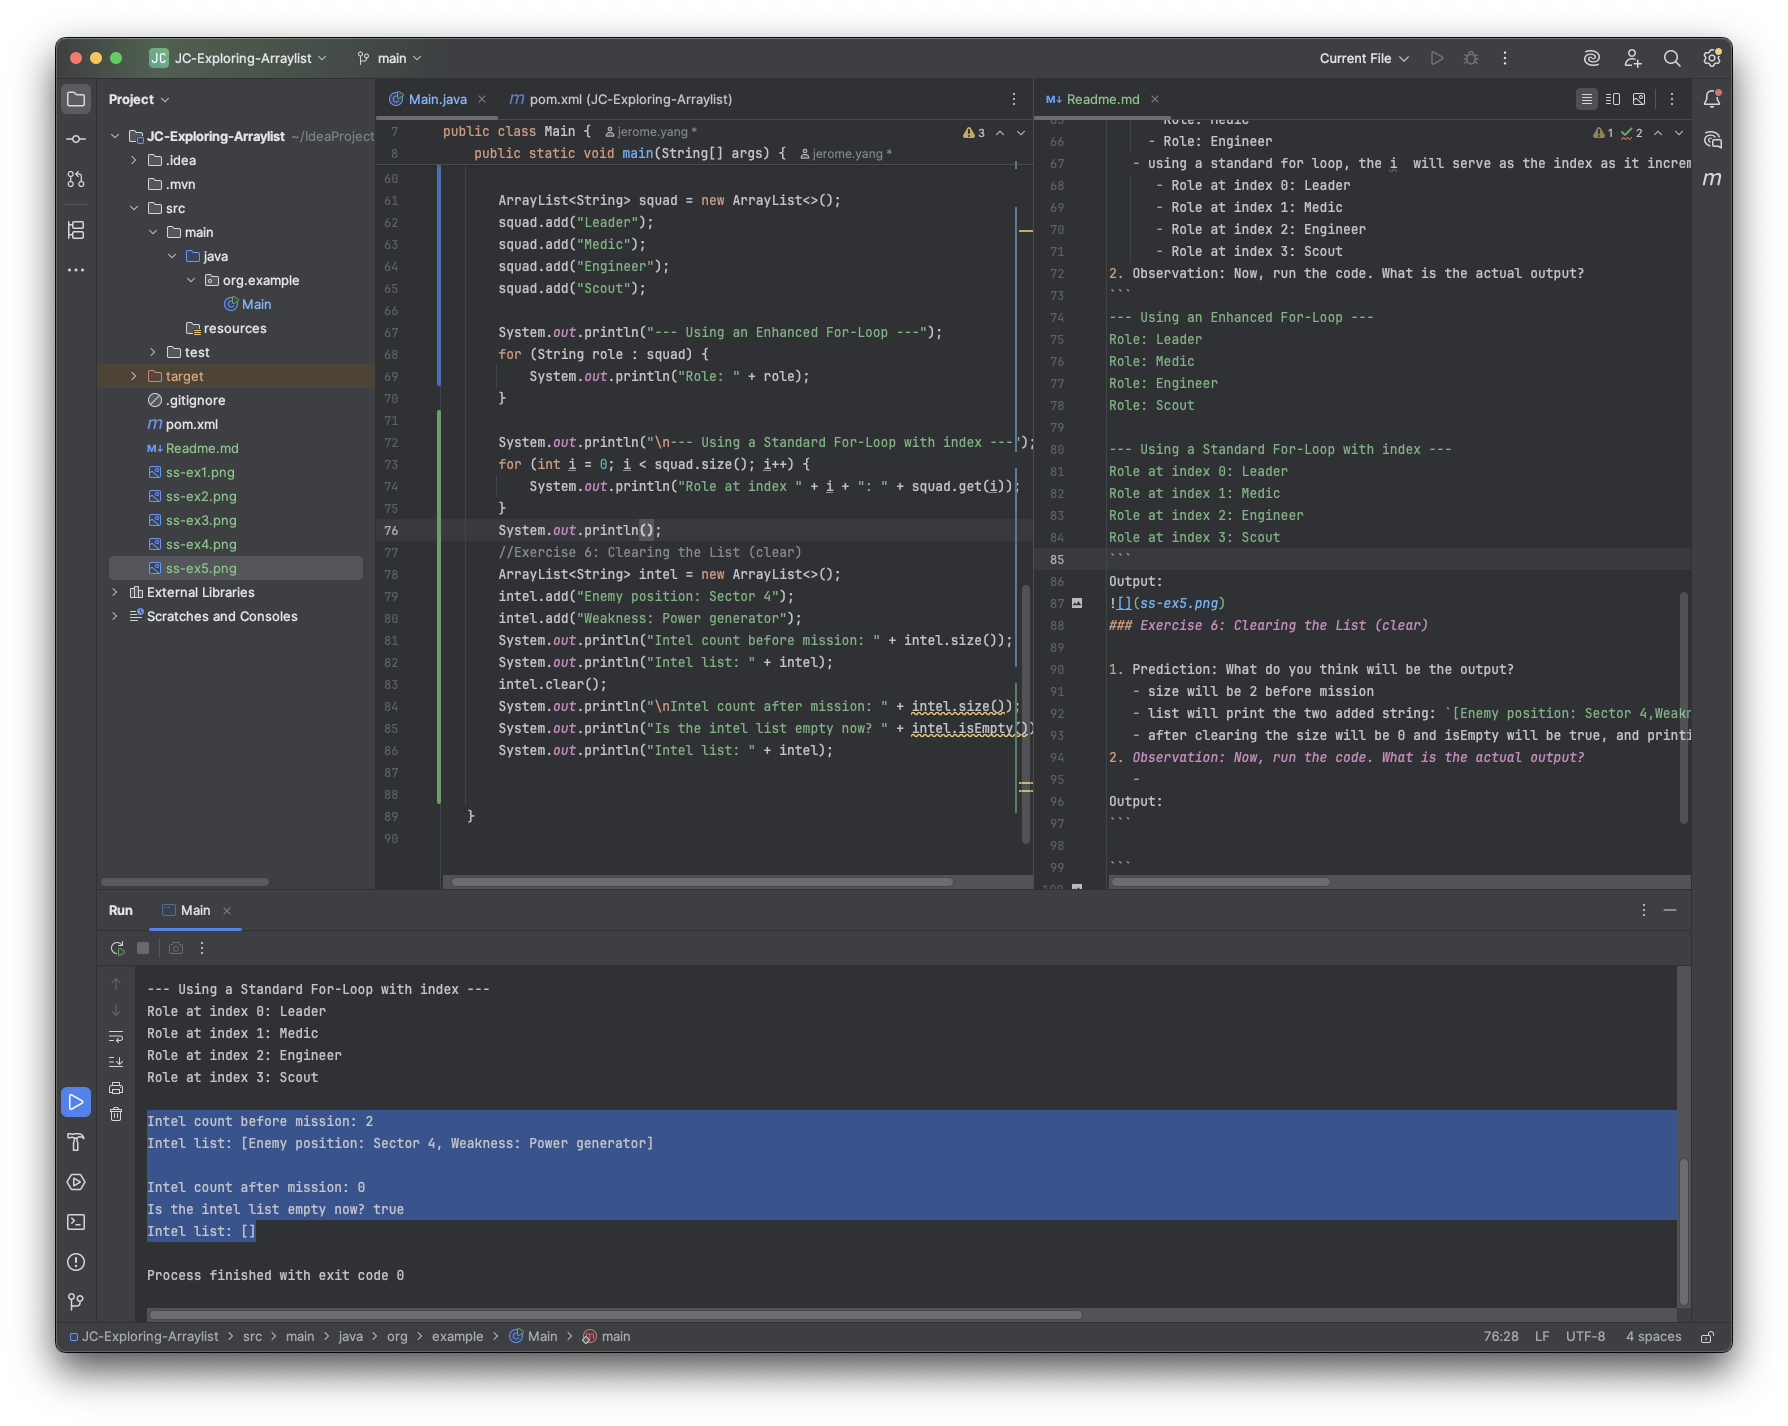 JC JC-Exploring-Arraylist main Current File
Project
JC-Exploring-Arraylist ~/IdeaProject
.idea
.mvn
src
main
java
org.example
Main
resources
test
target
.gitignore
pom.xml
Readme.md
ss-ex1.png
ss-ex2.png
ss-ex3.png
ss-ex4.png
ss-ex5.png
External Libraries
Scratches and Consoles
Main.java pom.xml (JC-Exploring-Arraylist)
3
7 public class Main { jerome.yang *
8 public static void main(String[] args) { jerome.yang *
60
61 ArrayList<String> squad = new ArrayList<>();
62 squad.add("Leader");
63 squad.add("Medic");
64 squad.add("Engineer");
65 squad.add("Scout");
66
67 System.out.println("--- Using an Enhanced For-Loop ---");
68 for (String role : squad) {
69 System.out.println("Role: " + role);
70 }
71
72 System.out.println("\n--- Using a Standard For-Loop with index ---");
73 for (int i = 0; i < squad.size(); i++) {
74 System.out.println("Role at index " + i + ": " + squad.get(i));
75 }
76 System.out.println();
77 //Exercise 6: Clearing the List (clear)
78 ArrayList<String> intel = new ArrayList<>();
79 intel.add("Enemy position: Sector 4");
80 intel.add("Weakness: Power generator");
81 System.out.println("Intel count before mission: " + intel.size());
82 System.out.println("Intel list: " + intel);
83 intel.clear();
84 System.out.println("\nIntel count after mission: " + intel.size());
85 System.out.println("Is the intel list empty now? " + intel.isEmpty())
86 System.out.println("Intel list: " + intel);
87
88
89 }
90
M↓ Readme.md
1 2
65 - Role: Medic
66 - Role: Engineer
67 - using a standard for loop, the i will serve as the index as it increm
68 - Role at index 0: Leader
69 - Role at index 1: Medic
70 - Role at index 2: Engineer
71 - Role at index 3: Scout
72 2. Observation: Now, run the code. What is the actual output?
73 ```
74 --- Using an Enhanced For-Loop ---
75 Role: Leader
76 Role: Medic
77 Role: Engineer
78 Role: Scout
79
80 --- Using a Standard For-Loop with index ---
81 Role at index 0: Leader
82 Role at index 1: Medic
83 Role at index 2: Engineer
84 Role at index 3: Scout
85 ```
86 Output:
87 ![](ss-ex5.png)
88 ### Exercise 6: Clearing the List (clear)
89
90 1. Prediction: What do you think will be the output?
91 - size will be 2 before mission
92 - list will print the two added string: `[Enemy position: Sector 4,Weakn
93 - after clearing the size will be 0 and isEmpty will be true, and printi
94 2. Observation: Now, run the code. What is the actual output?
95 -
96 Output:
97 ```
98
99 ```
100
Run Main
--- Using a Standard For-Loop with index ---
Role at index 0: Leader
Role at index 1: Medic
Role at index 2: Engineer
Role at index 3: Scout
Intel count before mission: 2
Intel list: [Enemy position: Sector 4, Weakness: Power generator]
Intel count after mission: 0
Is the intel list empty now? true
Intel list: []
Process finished with exit code 0
JC-Exploring-Arraylist > src > main > java > org > example > Main > main 76:28 LF UTF-8 4 spaces